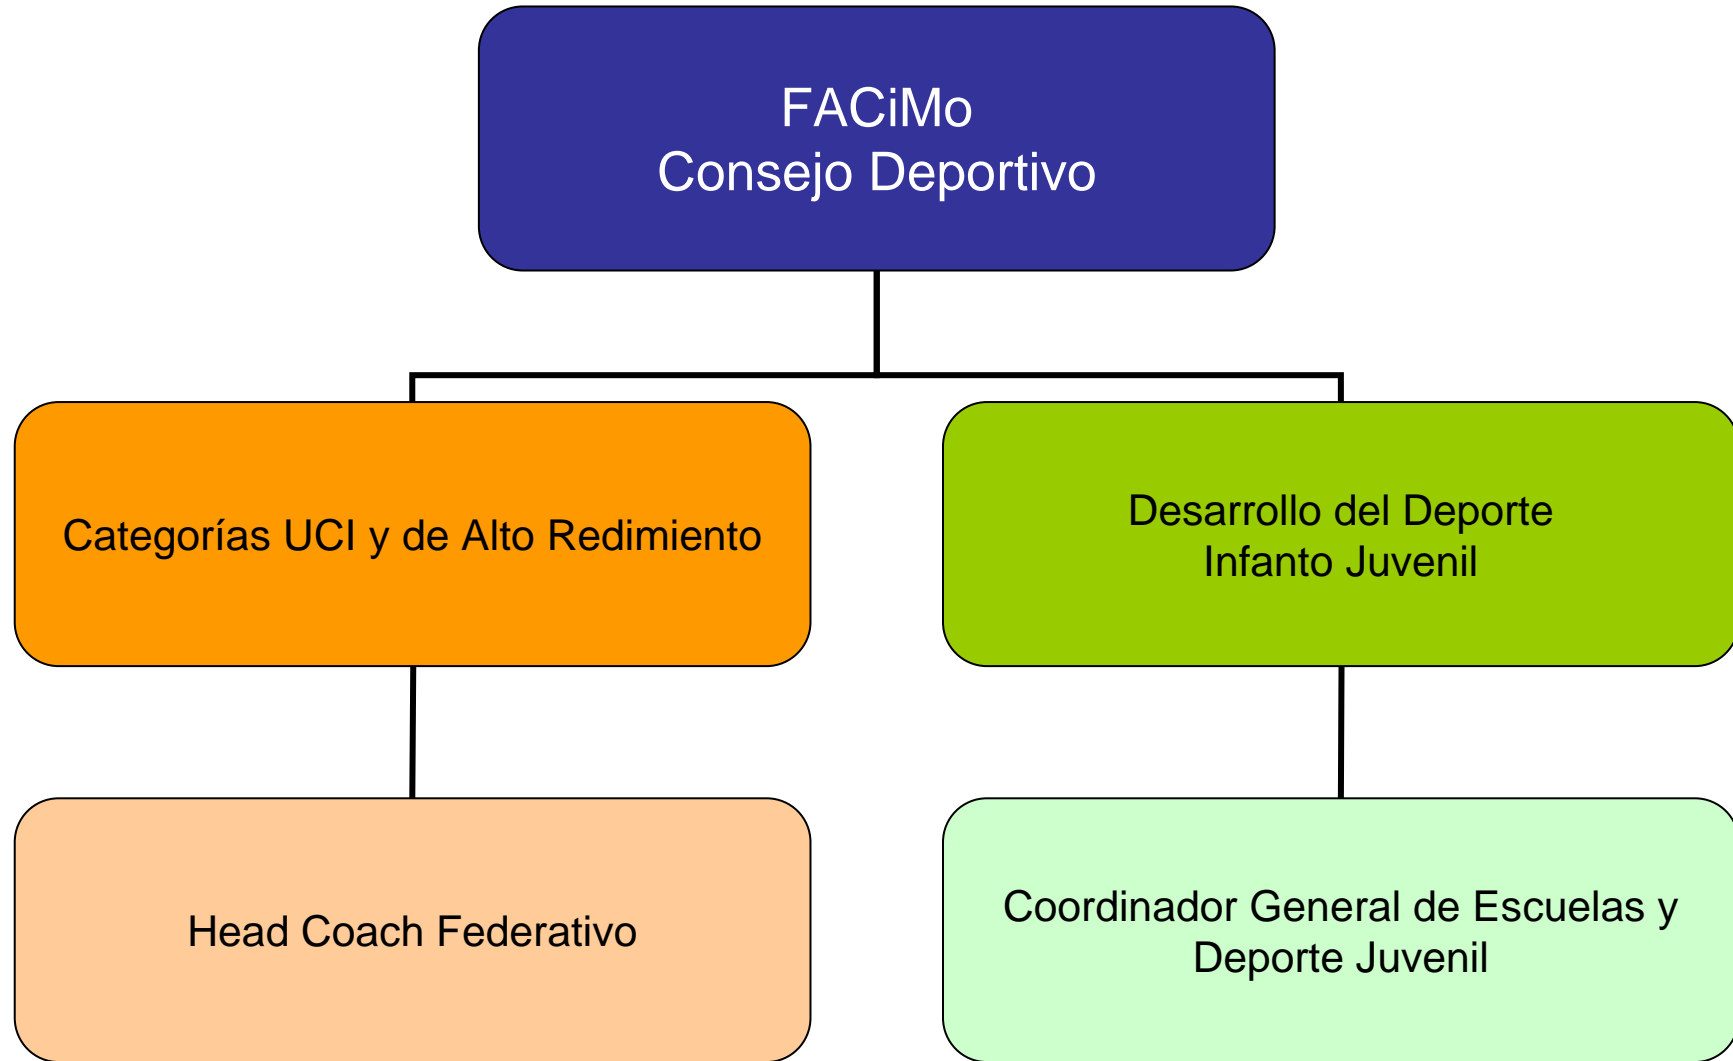 FACiMo
Consejo Deportivo
Categorías UCI y de Alto Redimiento
Desarrollo del Deporte
Infanto Juvenil
Head Coach Federativo
Coordinador General de Escuelas y
Deporte Juvenil